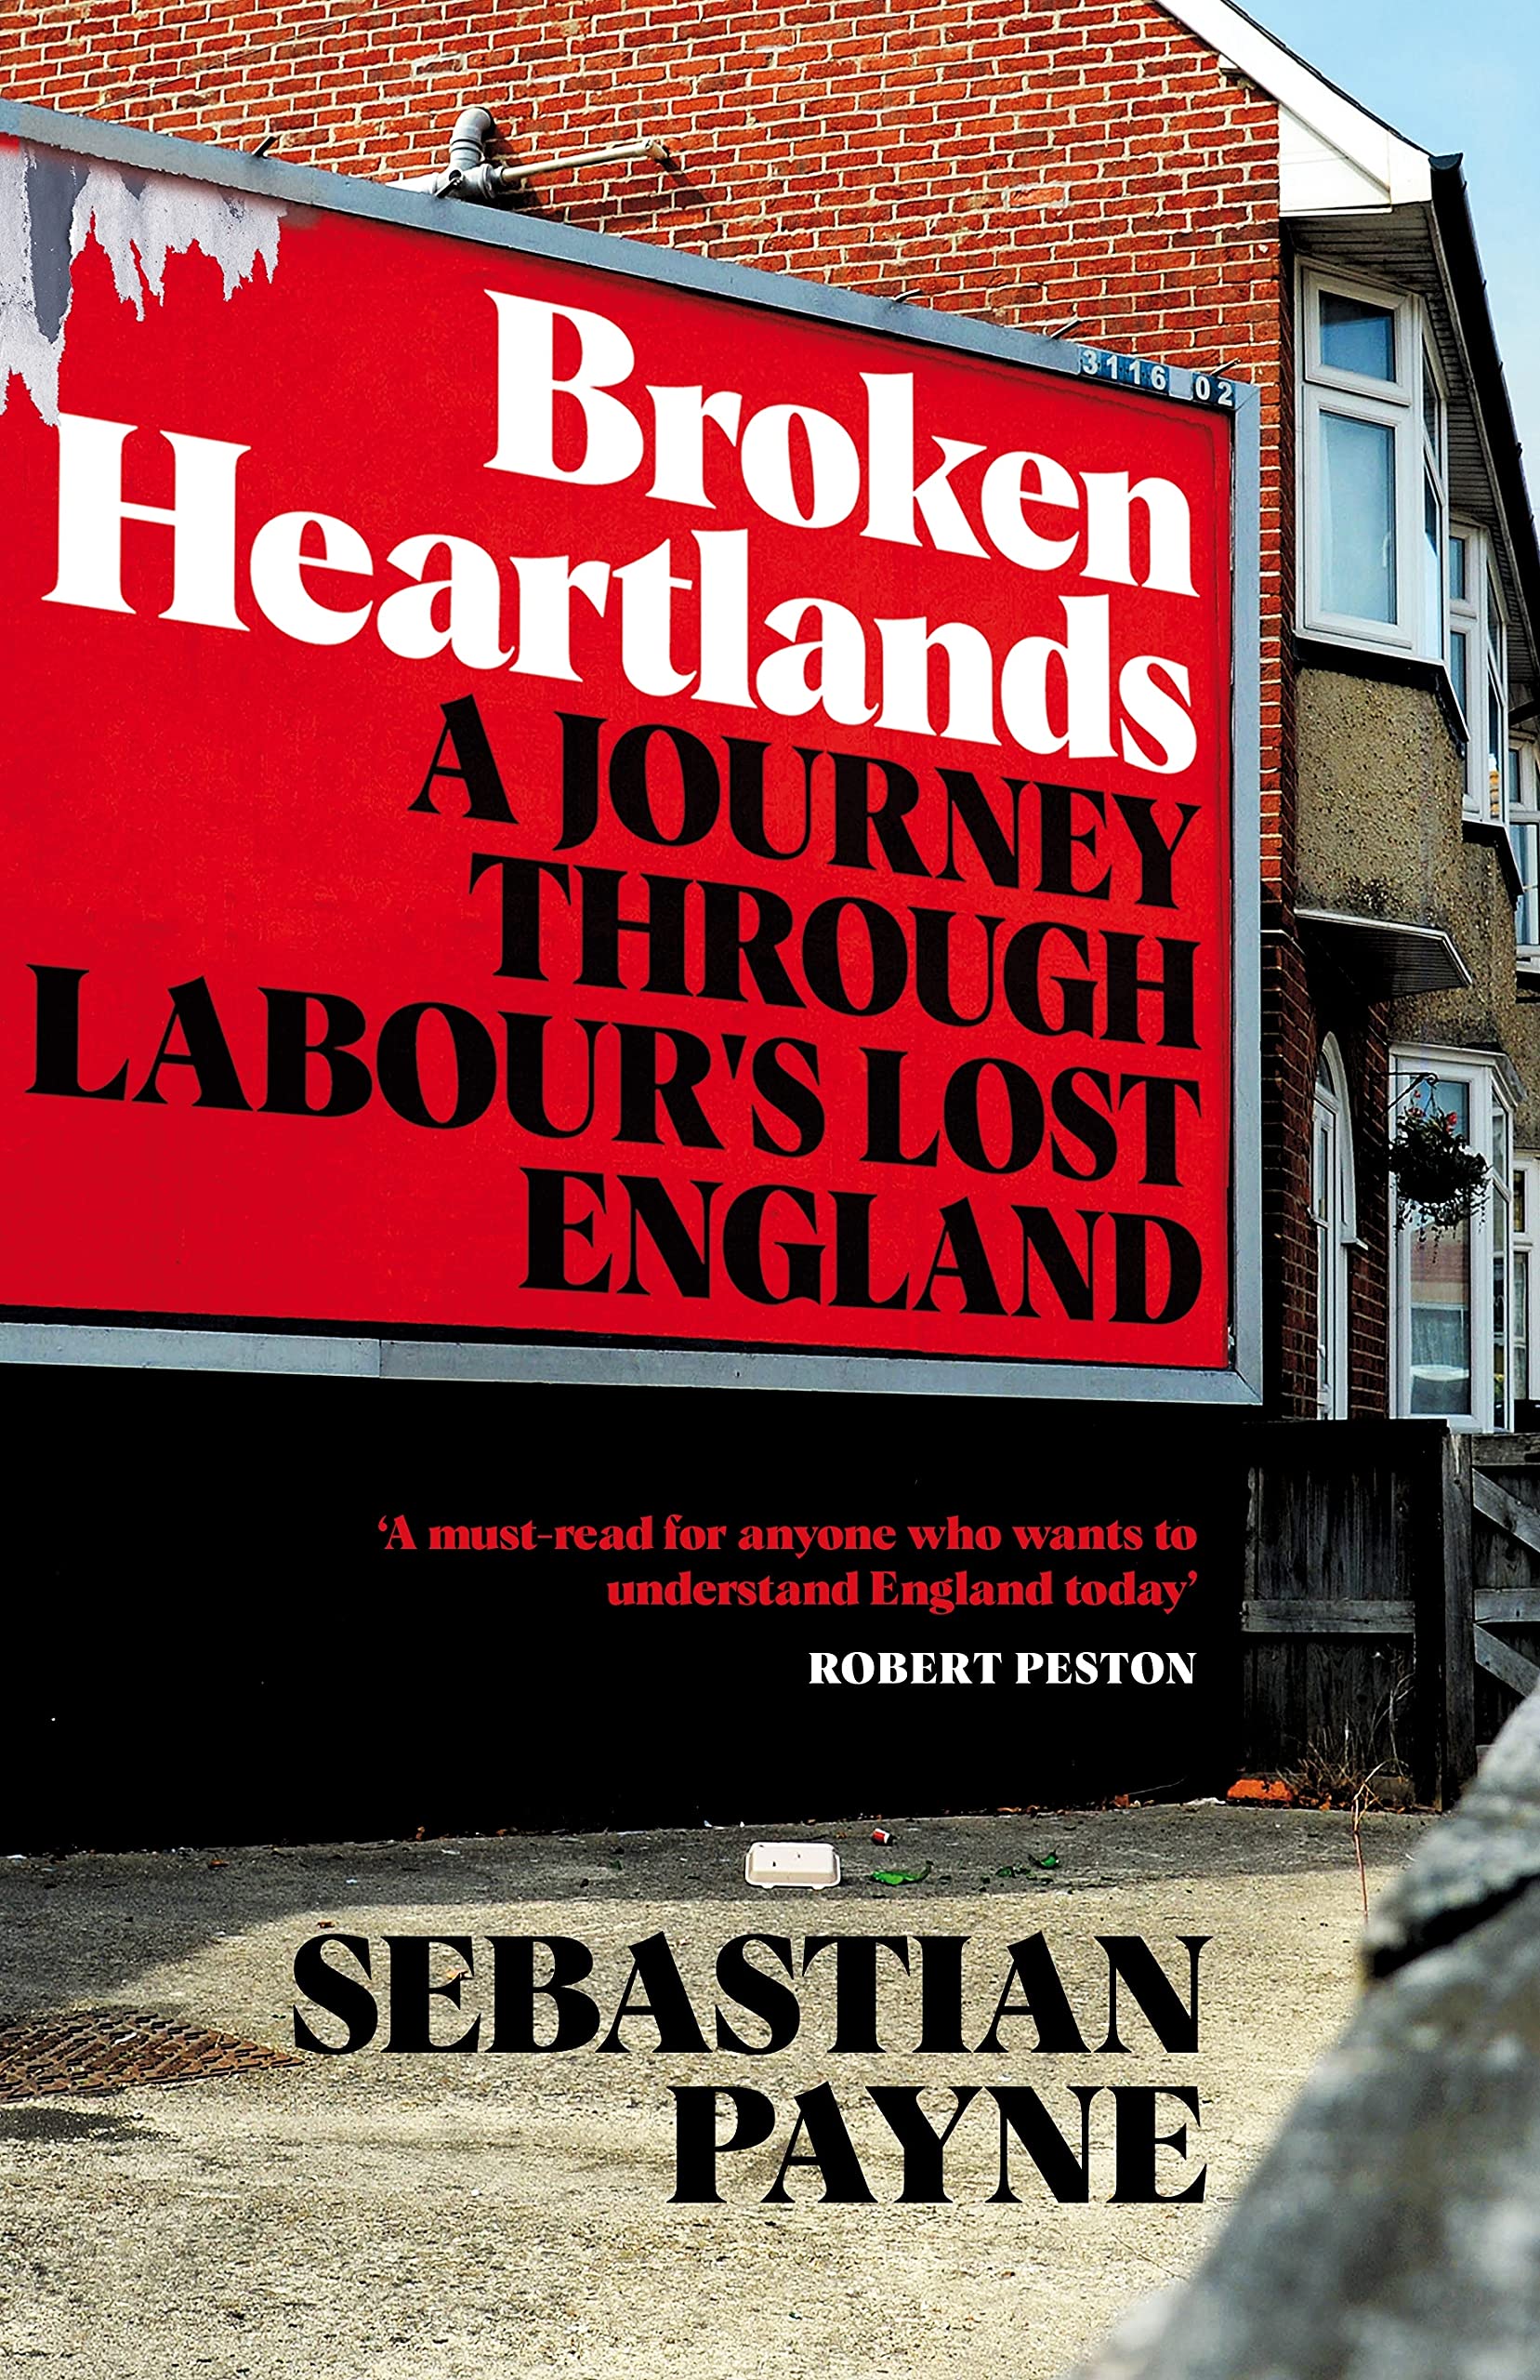 3116 02
Broken
Heartlands
A JOURNEY
THROUGH
LABOUR'S LOST
ENGLAND
‘A must-read for anyone who wants to
understand England today’
ROBERT PESTON
SEBASTIAN
PAYNE